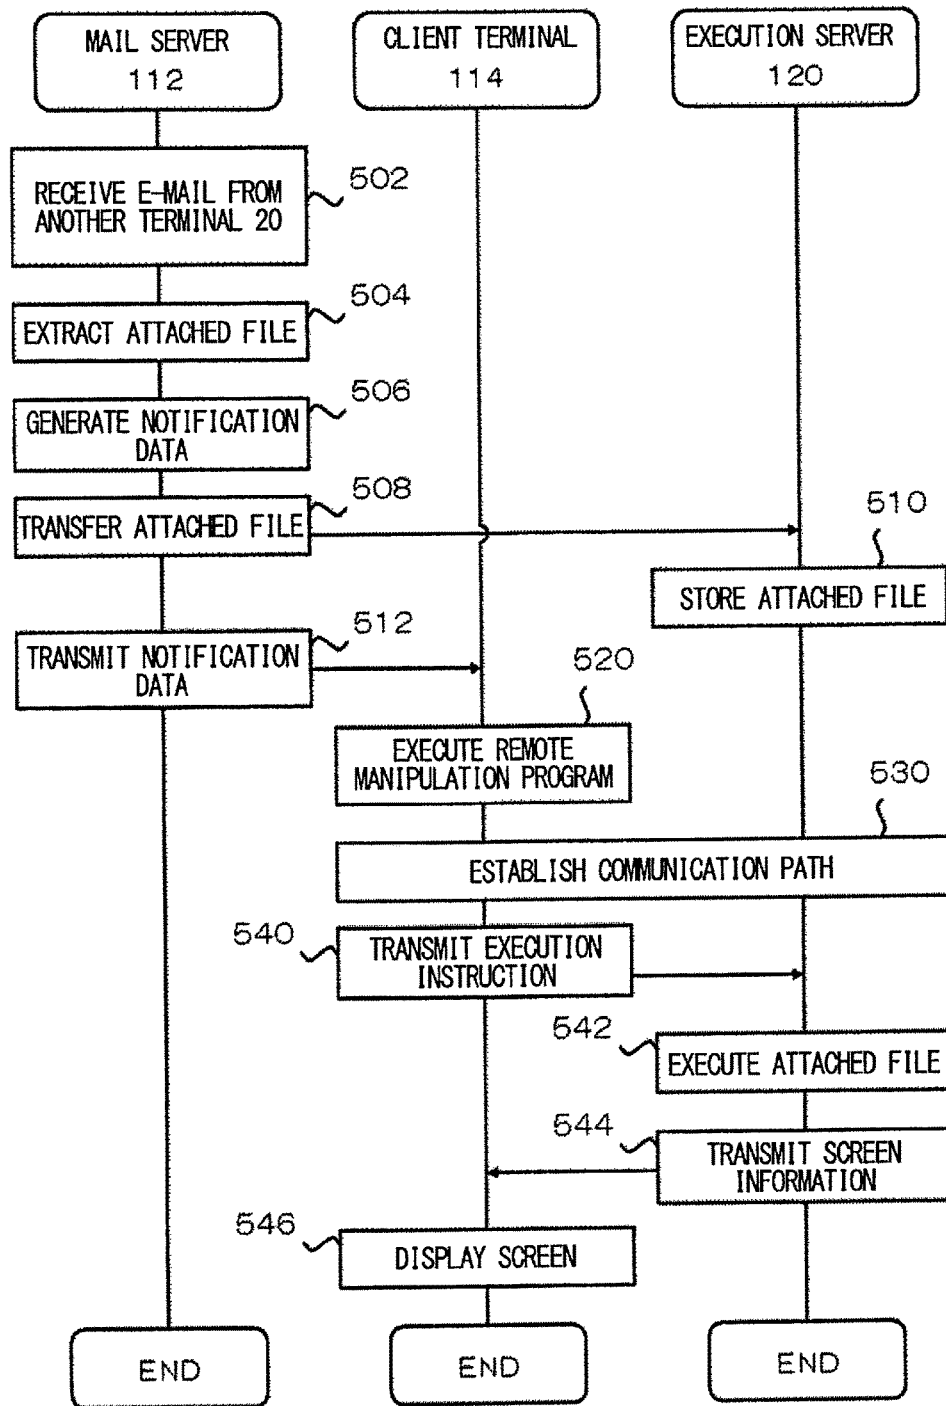 MAIL SERVER
112
CLIENT TERMINAL
114
EXECUTION SERVER
120
RECEIVE E-MAIL FROM
ANOTHER TERMINAL 20
502
EXTRACT ATTACHED FILE
504
GENERATE NOTIFICATION
DATA
506
TRANSFER ATTACHED FILE
508
510
STORE ATTACHED FILE
TRANSMIT NOTIFICATION
DATA
512
520
EXECUTE REMOTE
MANIPULATION PROGRAM
530
ESTABLISH COMMUNICATION PATH
540
TRANSMIT EXECUTION
INSTRUCTION
542
EXECUTE ATTACHED FILE
544
TRANSMIT SCREEN
INFORMATION
546
DISPLAY SCREEN
END
END
END